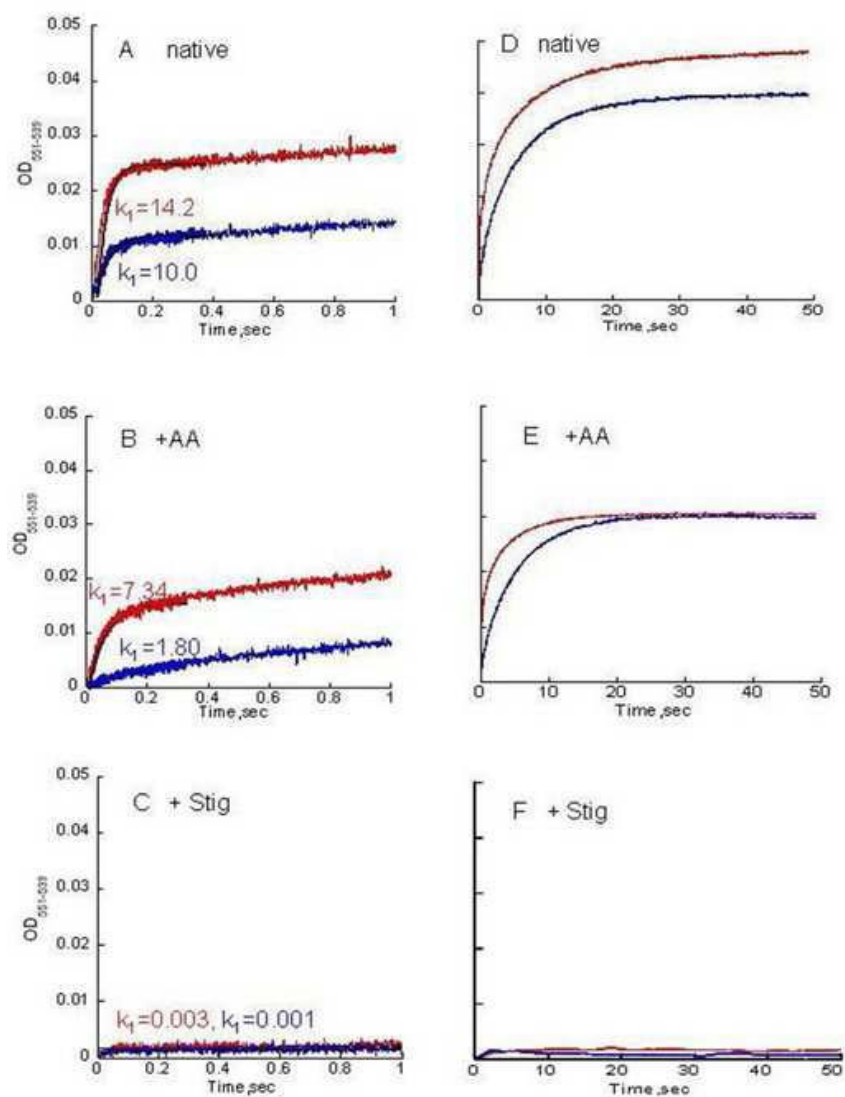 A native
0.05
0.04
0.03
0.02
0.01
0
OD551-539
k1=14.2
k1=10.0
0 0.2 0.4 0.6 0.8 1
Time,sec
D native
0 10 20 30 40 50
Time,sec
B +AA
0.05
0.04
0.03
0.02
0.01
0
OD551-539
k1=7.34
k1=1.80
0 0.2 0.4 0.6 0.8 1
Time,sec
E +AA
0 10 20 30 40 50
Time,sec
C + Stig
0.05
0.04
0.03
0.02
0.01
0
OD551-539
k1=0.003, k1=0.001
0 0.2 0.4 0.6 0.8 1
Time,sec
F + Stig
0 10 20 30 40 50
Time,sec